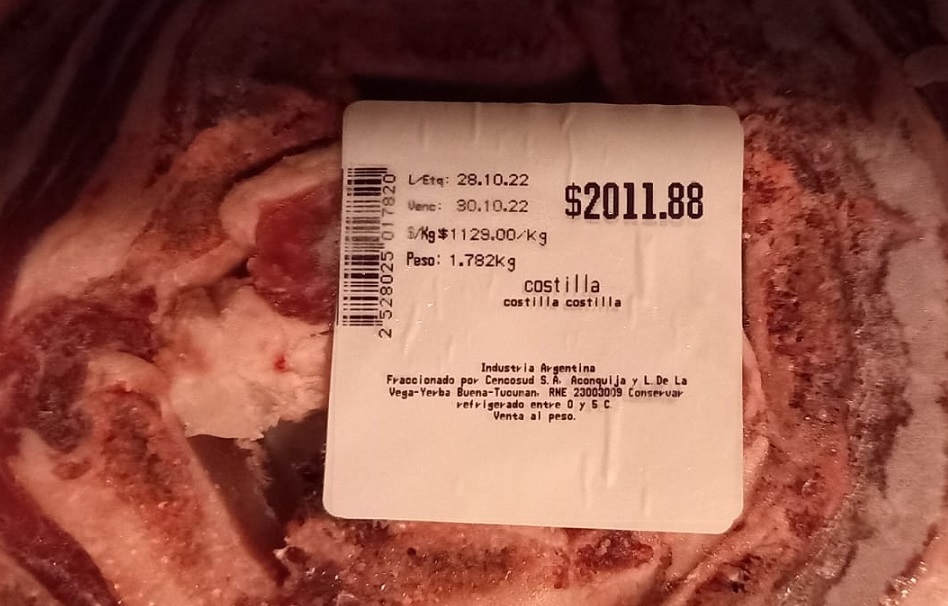 L/Etq: 28.10.22
Venc: 30.10.22
$2011.88
$/Kg $1129.00/kg
Peso: 1.782kg
2 528025 017820
costilla
costilla costilla
Industria Argentina
Fraccionado por Cencosud S.A. Aconquija y L.De La
Vega-Yerba Buena-Tucuman. RNE 23003009 Conservar
refrigerado entre 0 y 5 C.
Venta al peso.